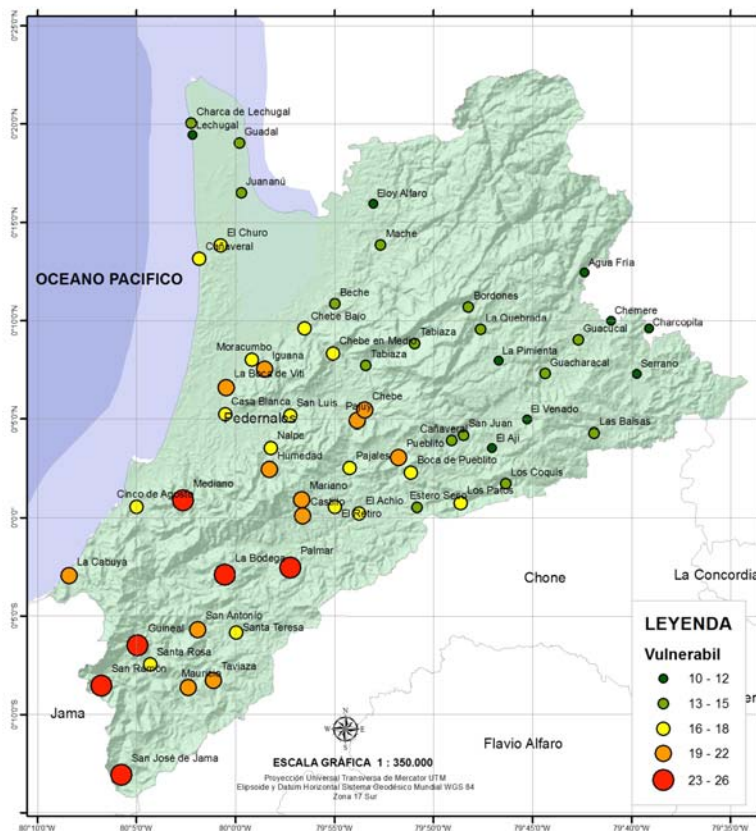 Charca de Lechugal
Lechugal
Guadal
Juananú
Eloy Alfaro
El Churo
Mache
Cañaveral
OCEANO PACIFICO
Agua Fría
Beche
Bordones
Chebe Bajo
Chemere
Charcopita
La Quebrada
Tabiaza
Guacucal
Moracumbo
Chebe en Medio
Iguana
Tabiaza
La Pimienta
La Boca de Viti
Guacharacal
Serrano
Chebe
Casa Blanca
San Luis
Pajuy
Pedernales
El Venado
Cañaveral
San Juan
Las Balsas
Pueblito
El Ají
Nalpe
Humedad
Pajales
Boca de Pueblito
Los Coquis
Mediano
Mariano
Cinco de Agosto
Castillo
El Achio
Estero Seco
Los Patos
El Retiro
La Cabuya
La Bodega
Palmar
Chone
La Concordia
San Antonio
Guineal
Santa Teresa
Santa Rosa
San Ramón
Mauricio
Taviaza
Jama
San José de Jama
Flavio Alfaro
LEYENDA
Vulnerabil
10 - 12
13 - 15
16 - 18
19 - 22
23 - 26
N
W
E
S
ESCALA GRÁFICA 1 : 350.000
Proyección Universal Transversa de Mercator UTM
Elipsoide y Datum Horizontal Sistema Geodésico Mundial WGS 84
Zona 17 Sur
80°10'0"W
80°5'0"W
80°0'0"W
79°55'0"W
79°50'0"W
79°45'0"W
79°40'0"W
79°35'0"W
0°25'0"N
0°20'0"N
0°15'0"N
0°10'0"N
0°5'0"N
0°5'0"S
0°10'0"S